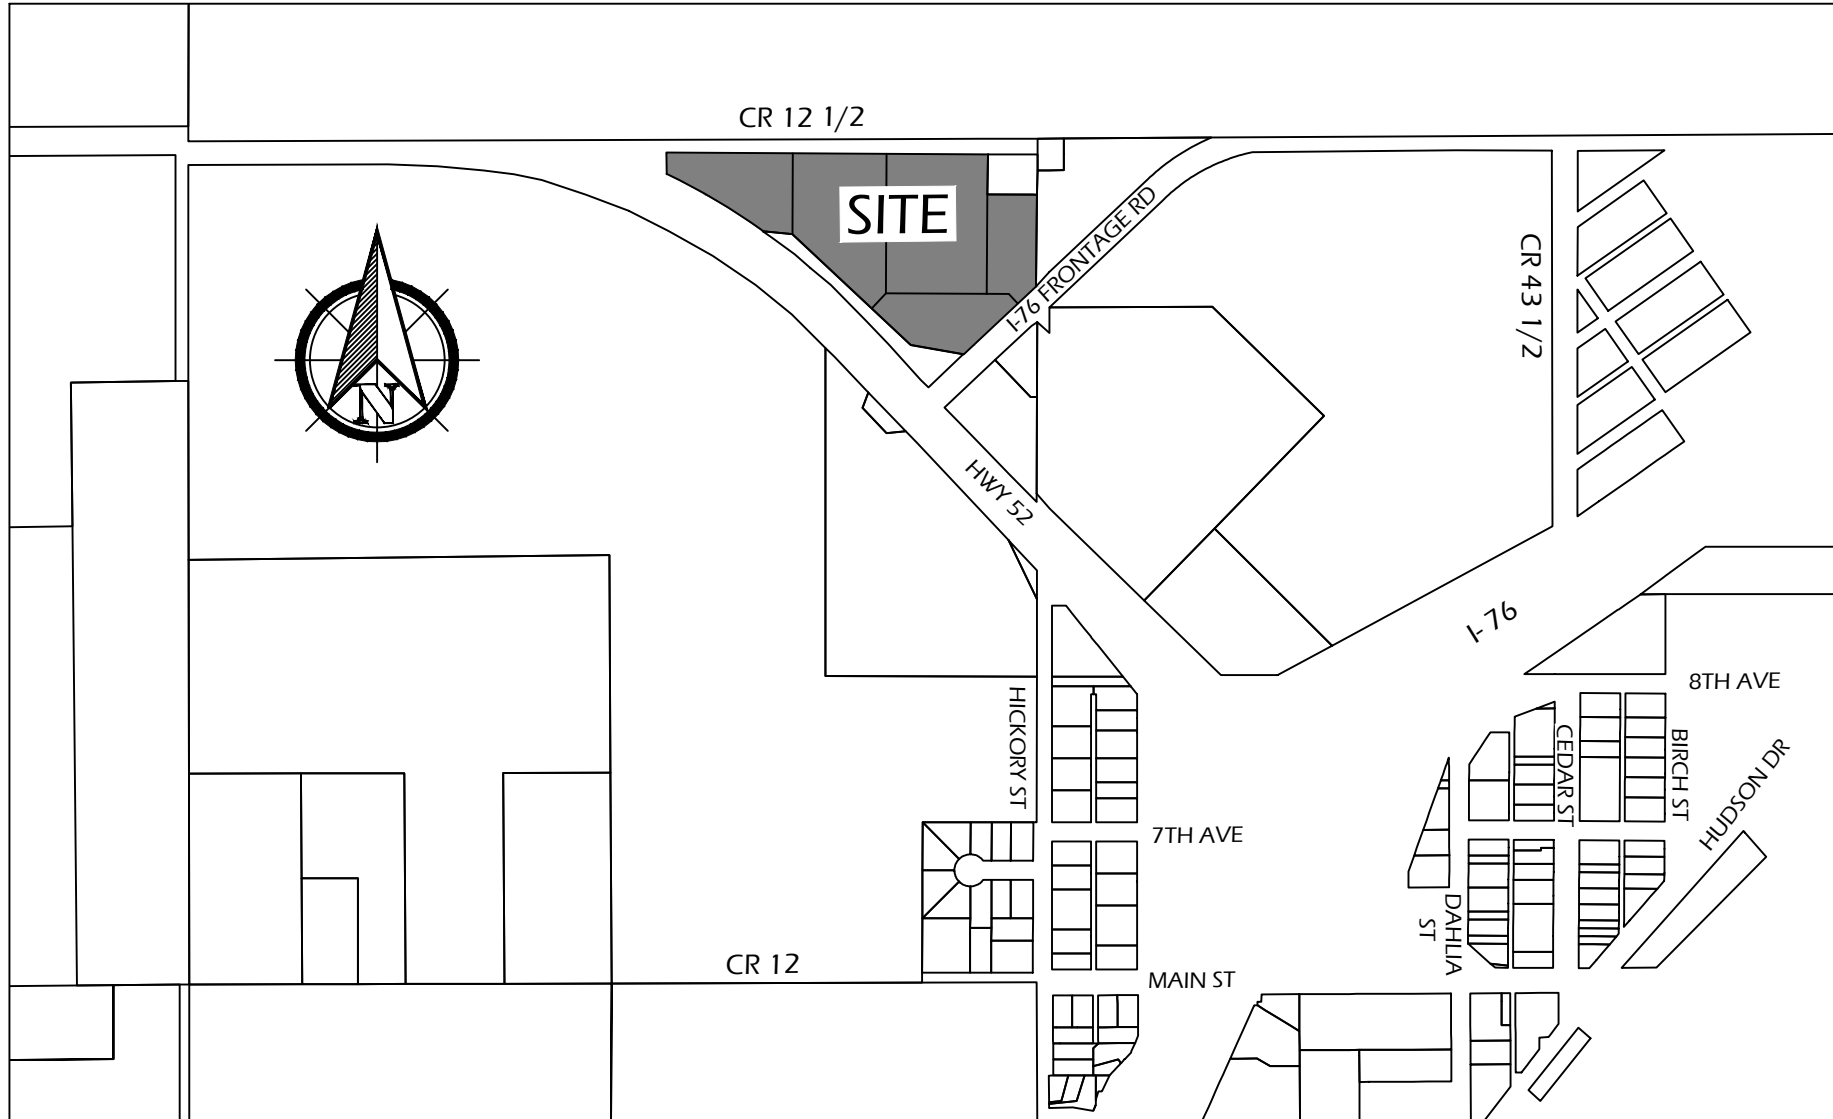 CR 12 1/2
SITE
I-76 FRONTAGE RD
CR 43 1/2
N
HWY 52
I-76
8TH AVE
HICKORY ST
CEDAR ST
BIRCH ST
HUDSON DR
7TH AVE
DAHLIA
ST
CR 12
MAIN ST